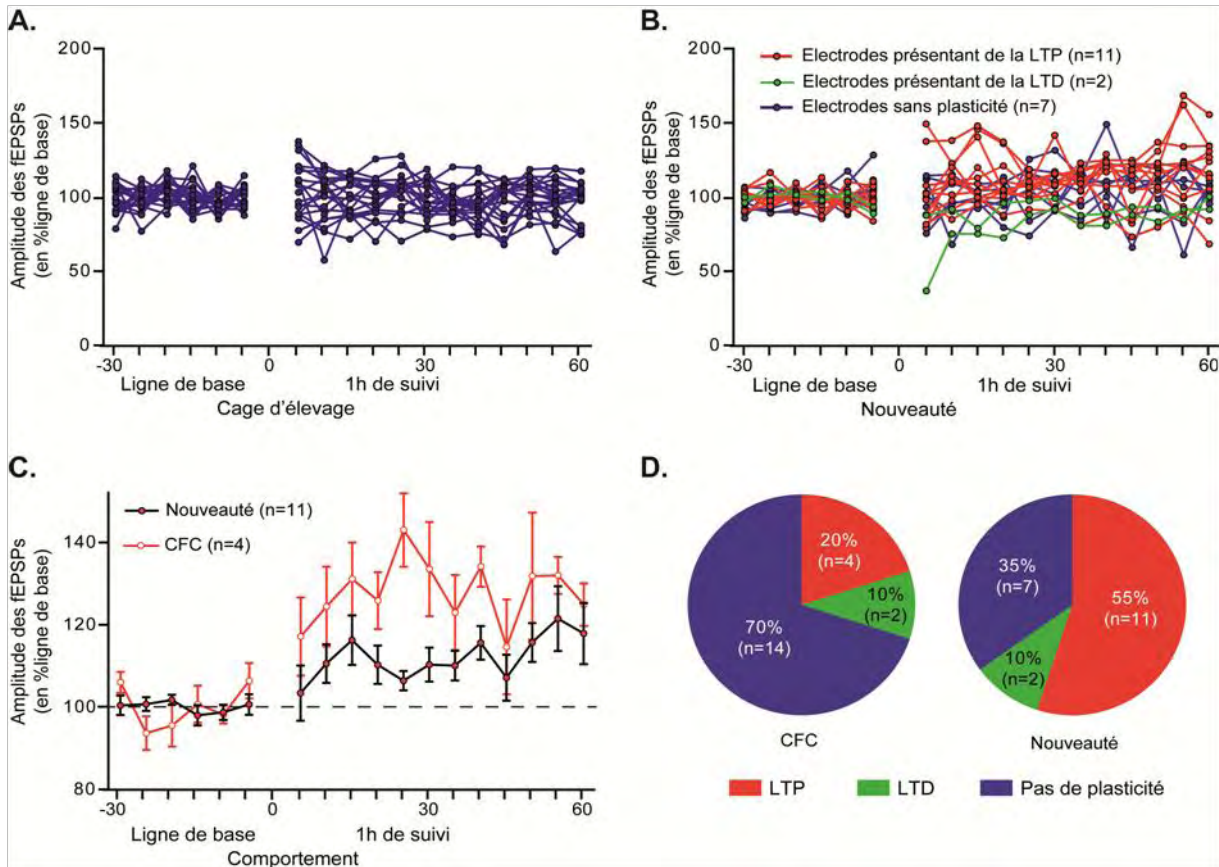 A.
200
150
100
50
0
Amplitude des fEPSPs
(en %ligne de base)
-30
0
30
60
Ligne de base
1h de suivi
Cage d'élevage
B.
Electrodes présentant de la LTP (n=11)
Electrodes présentant de la LTD (n=2)
Electrodes sans plasticité (n=7)
200
150
100
50
0
Amplitude des fEPSPs
(en %ligne de base)
-30
0
30
60
Ligne de base
1h de suivi
Nouveauté
C.
Nouveauté (n=11)
CFC (n=4)
140
120
100
80
Amplitude des fEPSPs
(en %ligne de base)
-30
0
30
60
Ligne de base
1h de suivi
Comportement
D.
20%
(n=4)
10%
(n=2)
70%
(n=14)
CFC
35%
(n=7)
55%
(n=11)
10%
(n=2)
Nouveauté
LTP
LTD
Pas de plasticité